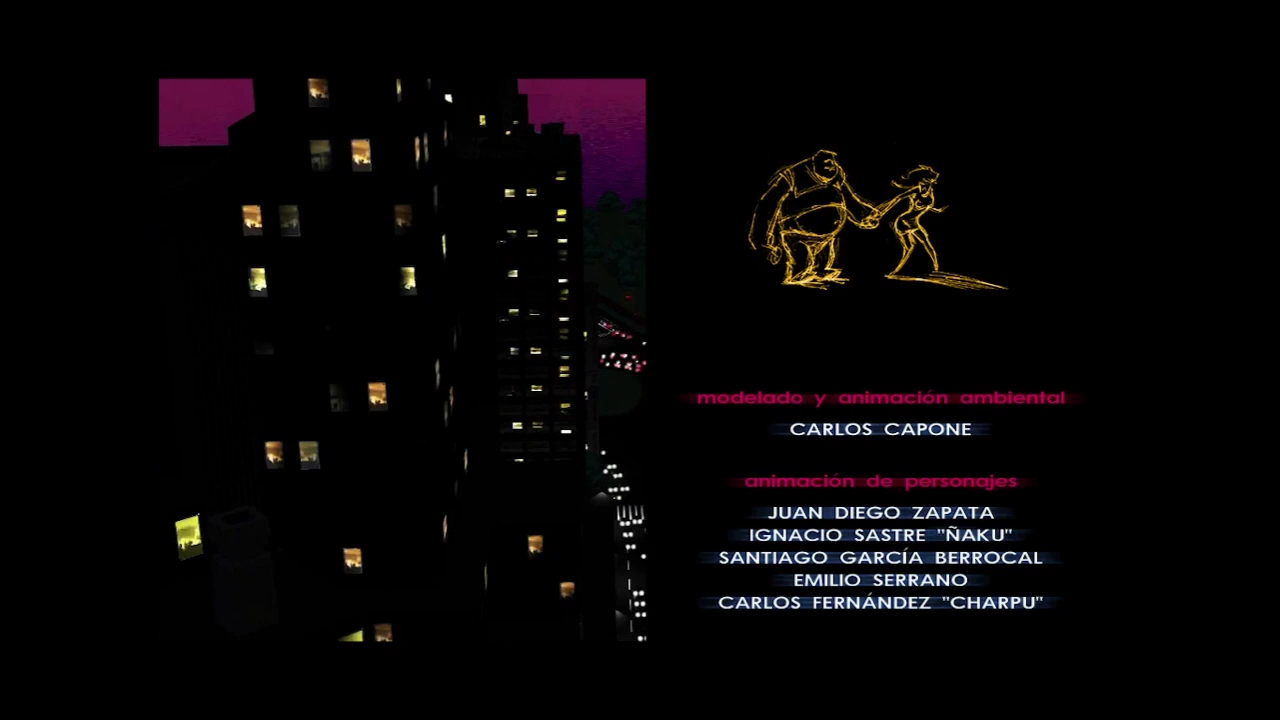 modelado y animación ambiental
CARLOS CAPONE
animación de personajes
JUAN DIEGO ZAPATA
IGNACIO SASTRE "ÑAKU"
SANTIAGO GARCÍA BERROCAL
EMILIO SERRANO
CARLOS FERNÁNDEZ "CHARPU"